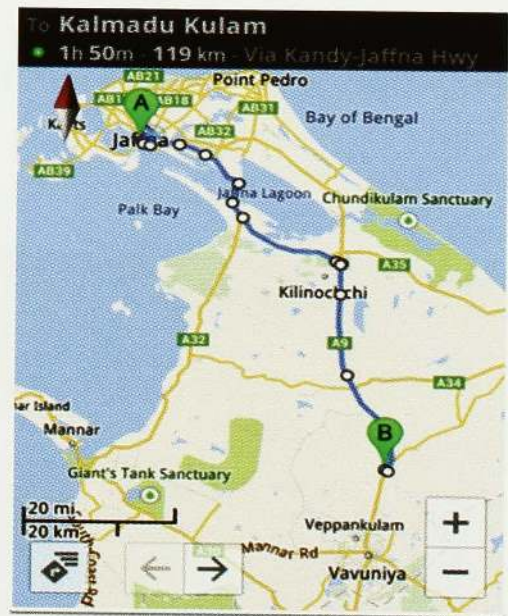 To Kalmadu Kulam
1h 50m - 119 km - Via Kandy-Jaffna Hwy
AB21
Point Pedro
A
AB18
AB31
Bay of Bengal
Jaffna
AB32
AB39
Jaffna Lagoon
Palk Bay
Chundikulam Sanctuary
A35
Kilinochchi
A32
A9
A34
nar Island
Mannar
B
Giant's Tank Sanctuary
20 mi
20 km
Veppankulam
+
Mannar Rd
Vavuniya
−